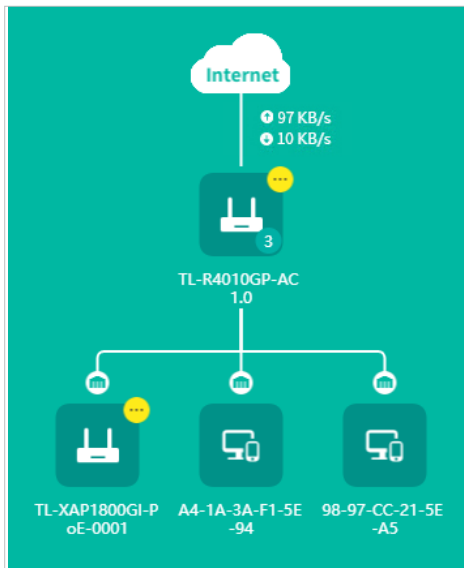 Internet
97 KB/s
10 KB/s
3
TL-R4010GP-AC
1.0
TL-XAP1800GI-P
oE-0001
A4-1A-3A-F1-5E
-94
98-97-CC-21-5E
-A5